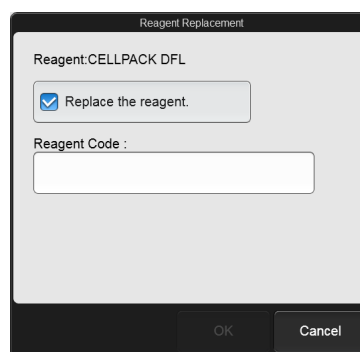 Reagent Replacement
Reagent:CELLPACK DFL
Replace the reagent.
Reagent Code :
OK
Cancel